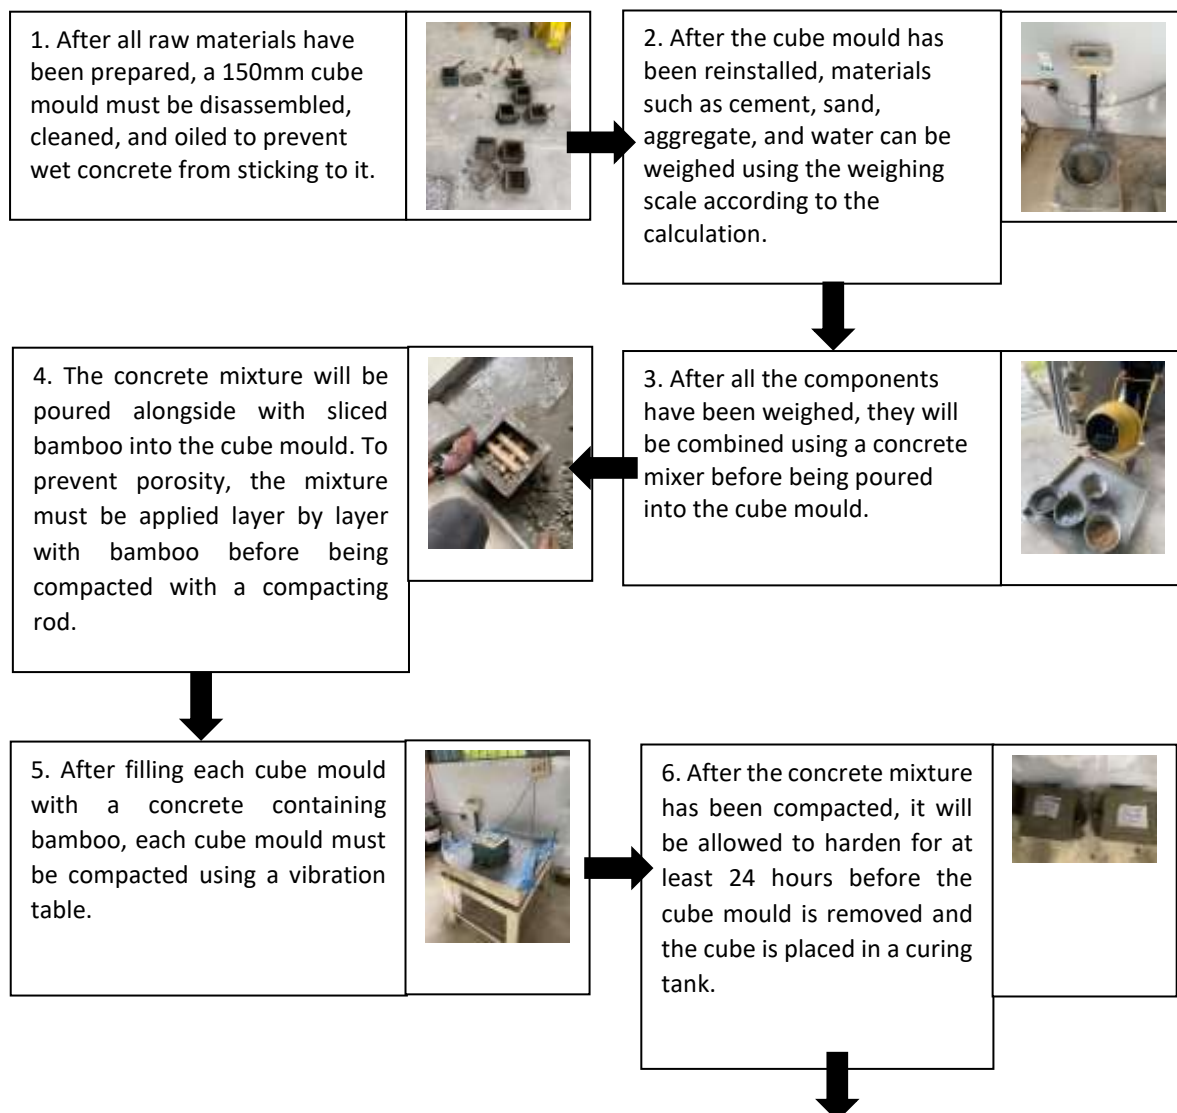 1. After all raw materials have
been prepared, a 150mm cube
mould must be disassembled,
cleaned, and oiled to prevent
wet concrete from sticking to it.
2. After the cube mould has
been reinstalled, materials
such as cement, sand,
aggregate, and water can be
weighed using the weighing
scale according to the
calculation.
3. After all the components
have been weighed, they will
be combined using a concrete
mixer before being poured
into the cube mould.
4. The concrete mixture will be
poured alongside with sliced
bamboo into the cube mould. To
prevent porosity, the mixture
must be applied layer by layer
with bamboo before being
compacted with a compacting
rod.
5. After filling each cube mould
with a concrete containing
bamboo, each cube mould must
be compacted using a vibration
table.
6. After the concrete mixture
has been compacted, it will
be allowed to harden for at
least 24 hours before the
cube mould is removed and
the cube is placed in a curing
tank.